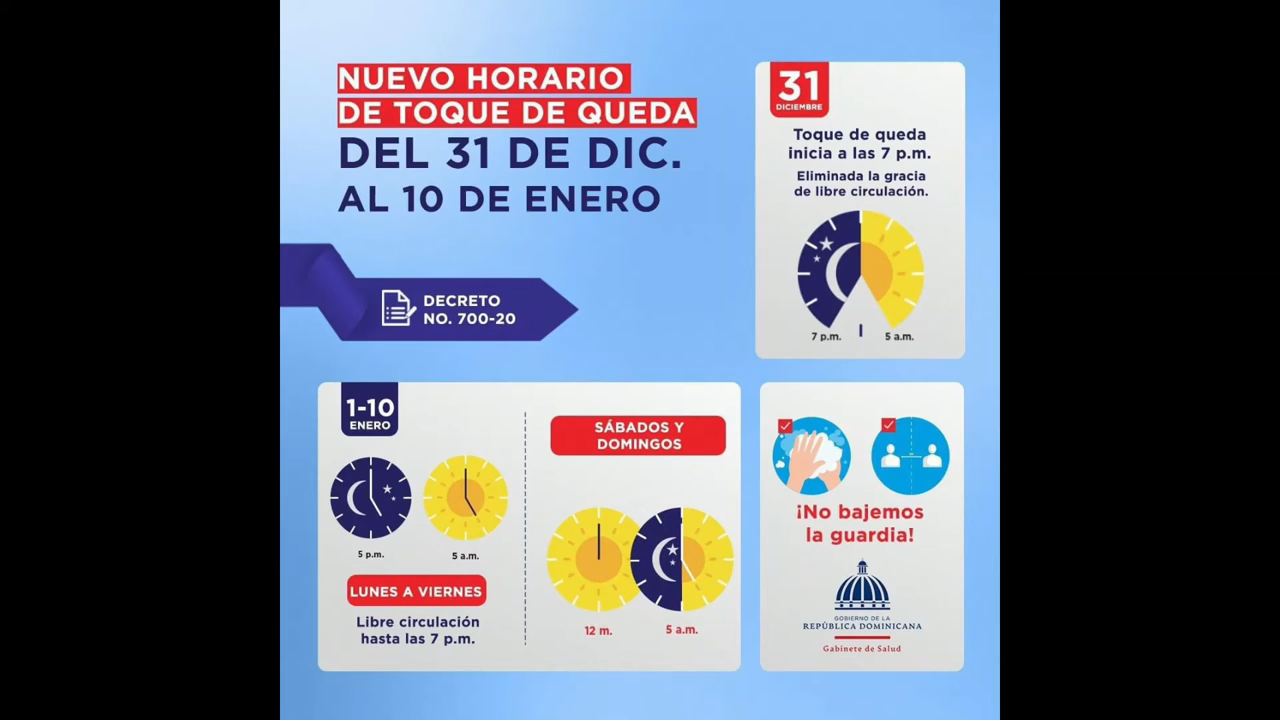 NUEVO HORARIO
DE TOQUE DE QUEDA
DEL 31 DE DIC.
AL 10 DE ENERO
DECRETO
NO. 700-20
31
DICIEMBRE
Toque de queda
inicia a las 7 p.m.
Eliminada la gracia
de libre circulación.
7 p.m.
5 a.m.
1-10
ENERO
5 p.m.
5 a.m.
LUNES A VIERNES
Libre circulación
hasta las 7 p.m.
SÁBADOS Y
DOMINGOS
12 m.
5 a.m.
¡No bajemos
la guardia!
GOBIERNO DE LA
REPÚBLICA DOMINICANA
Gabinete de Salud